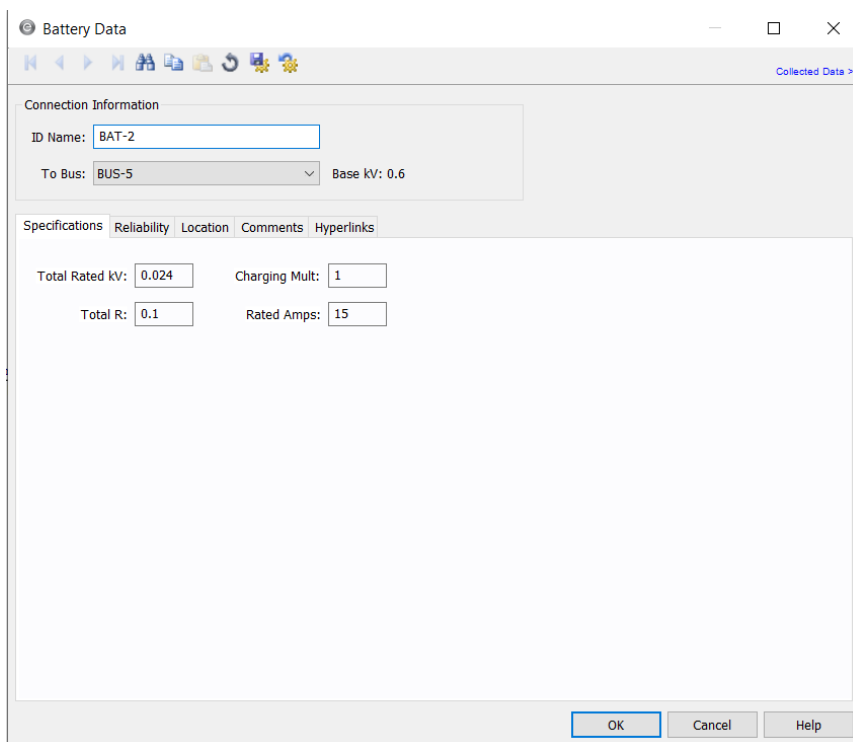 Battery Data
Collected Data >
Connection Information
ID Name: BAT-2
To Bus: BUS-5 Base kV: 0.6
Specifications Reliability Location Comments Hyperlinks
Total Rated kV: 0.024 Charging Mult: 1
Total R: 0.1 Rated Amps: 15
OK Cancel Help